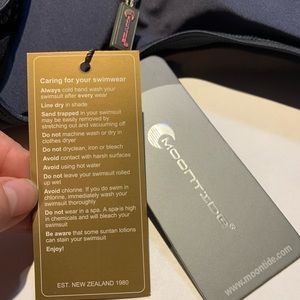 Caring for your swimwear
Always cold hand wash your
swimsuit after every wear
Line dry in shade
Sand trapped in your swimsuit
may be easily removed by
stretching out and vacuuming off
Do not machine wash or dry in
clothes dryer
Do not dryclean, iron or bleach
Avoid contact with harsh surfaces
Avoid using hot water
Do not leave your swimsuit rolled
up wet
Avoid chlorine. If you do swim in
chlorine, immediately wash your
swimsuit thoroughly
Do not wear in a spa. A spa is high
in chemicals and will bleach your
swimsuit
Be aware that some suntan lotions
can stain your swimsuit
Enjoy!
EST. NEW ZEALAND 1980
MOONTIDE®
www.moontide.com